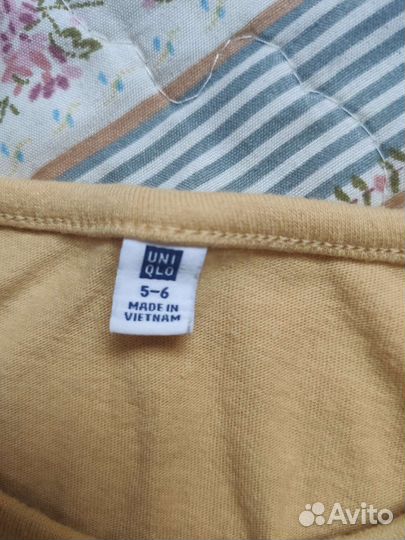 UNI
QLO
5-6
MADE IN
VIETNAM
Avito